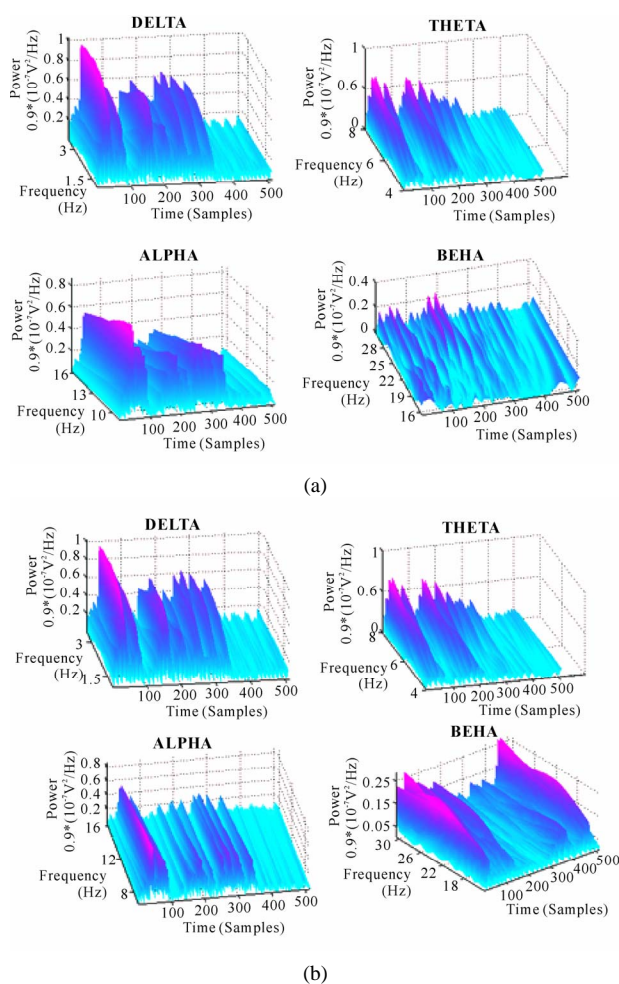 DELTA
Power
0.9*(10⁻⁷V²/Hz)
1
0.8
0.6
0.4
0.2
3
1.5
Frequency
(Hz)
100 200 300 400 500
Time (Samples)
THETA
Power
0.9*(10⁻⁷V²/Hz)
1
0.6
0
8
6
4
Frequency
(Hz)
100 200 300 400 500
Time (Samples)
ALPHA
Power
0.9*(10⁻⁷V²/Hz)
0.8
0.6
0.4
0.2
16
13
10
Frequency
(Hz)
100 200 300 400 500
Time (Samples)
BEHA
Power
0.9*(10⁻⁷V²/Hz)
0.4
0.2
0
28
25
22
19
16
Frequency
(Hz)
100 200 300 400 500
Time (Samples)
(a)
DELTA
Power
0.9*(10⁻⁷V²/Hz)
1
0.8
0.6
0.4
0.2
3
1.5
Frequency
(Hz)
100 200 300 400 500
Time (Samples)
THETA
Power
0.9*(10⁻⁷V²/Hz)
1
0.6
0
8
6
4
Frequency
(Hz)
100 200 300 400 500
Time (Samples)
ALPHA
Power
0.9*(10⁻⁷V²/Hz)
0.8
0.6
0.4
0.2
16
12
8
Frequency
(Hz)
100 200 300 400 500
Time (Samples)
BEHA
Power
0.9*(10⁻⁷V²/Hz)
0.25
0.15
0.05
30
26
22
18
Frequency
(Hz)
100 200 300 400 500
Time (Samples)
(b)